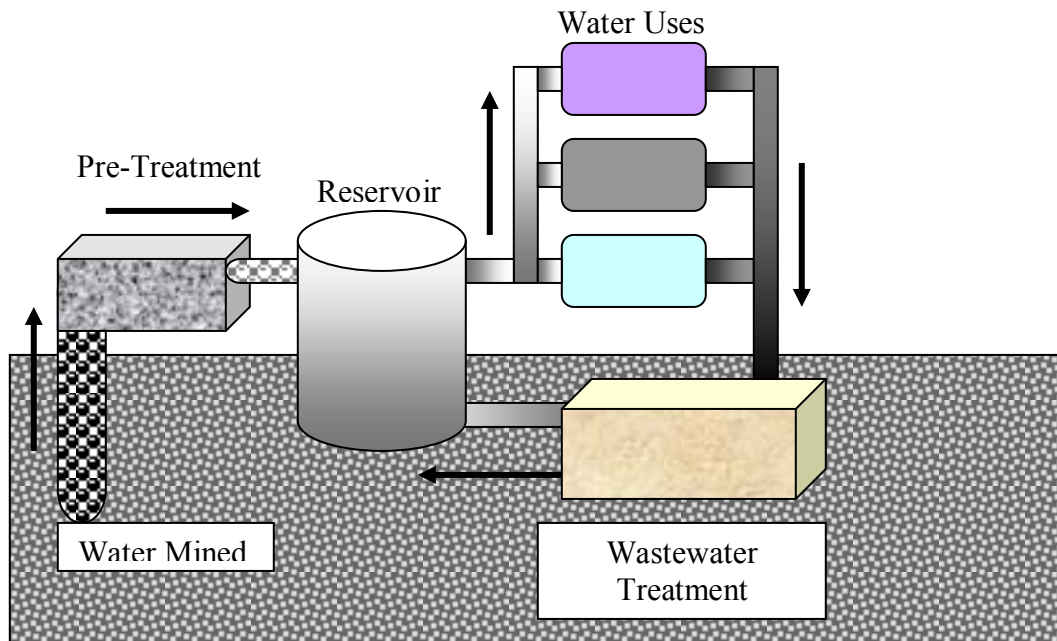 Water Uses
Pre-Treatment
Reservoir
Water Mined
Wastewater
Treatment